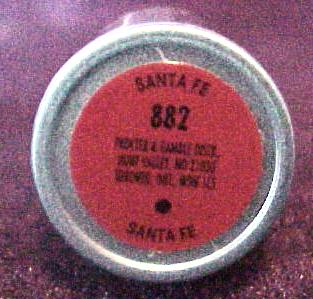 SANTA FE
882
PROCTER & GAMBLE DIST.
HUNT VALLEY, MD 21030
SANTA FE